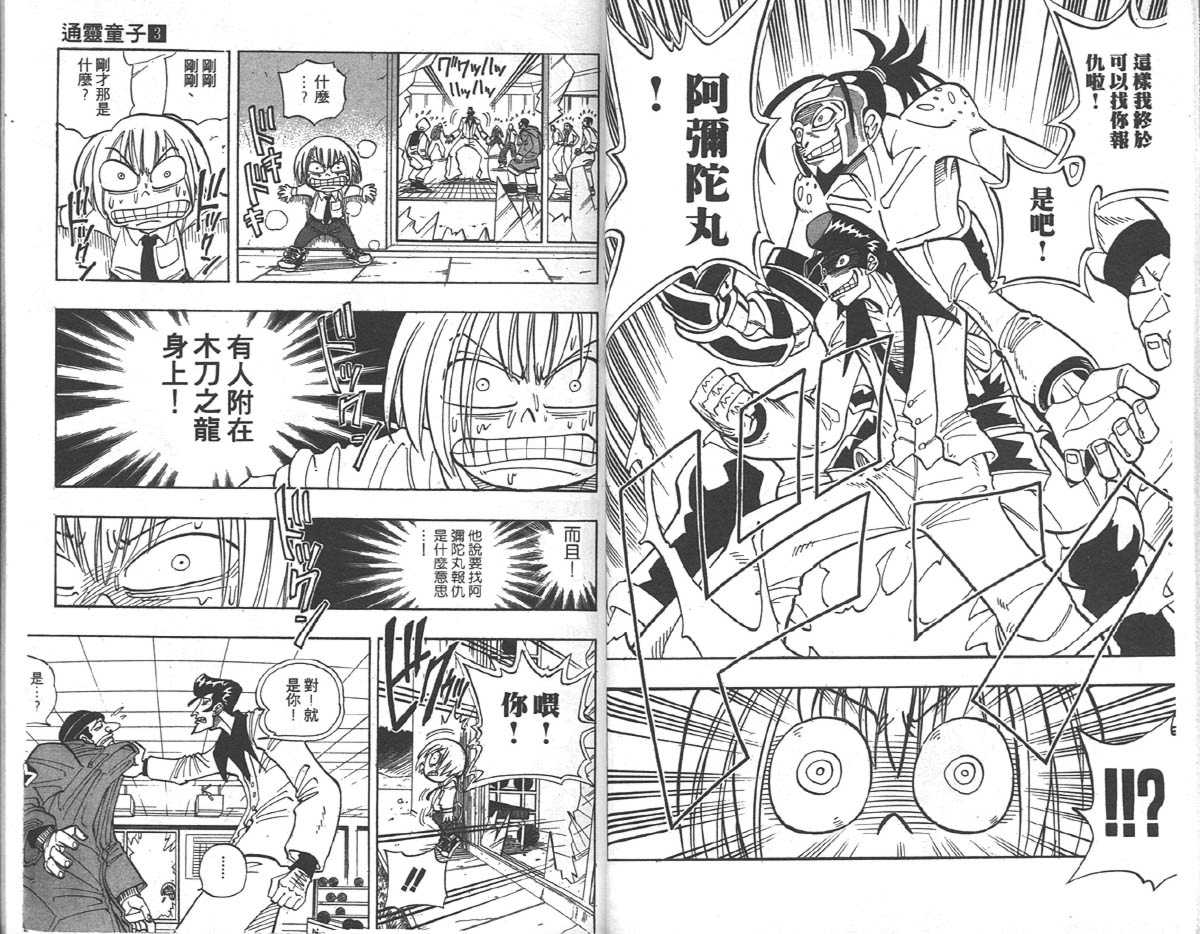 這樣我終於
可以找你報
仇啦！
是吧！
阿彌陀丸
！
!!!?
通靈童子3
什麼
…?
剛剛、
剛剛、
剛才那是
什麼?
有人附在
木刀之龍
身上！
而且！
他說要找阿
彌陀丸報仇
是什麼意思
…！
喂！
你！
!!
對！就
是你！
是…?
……